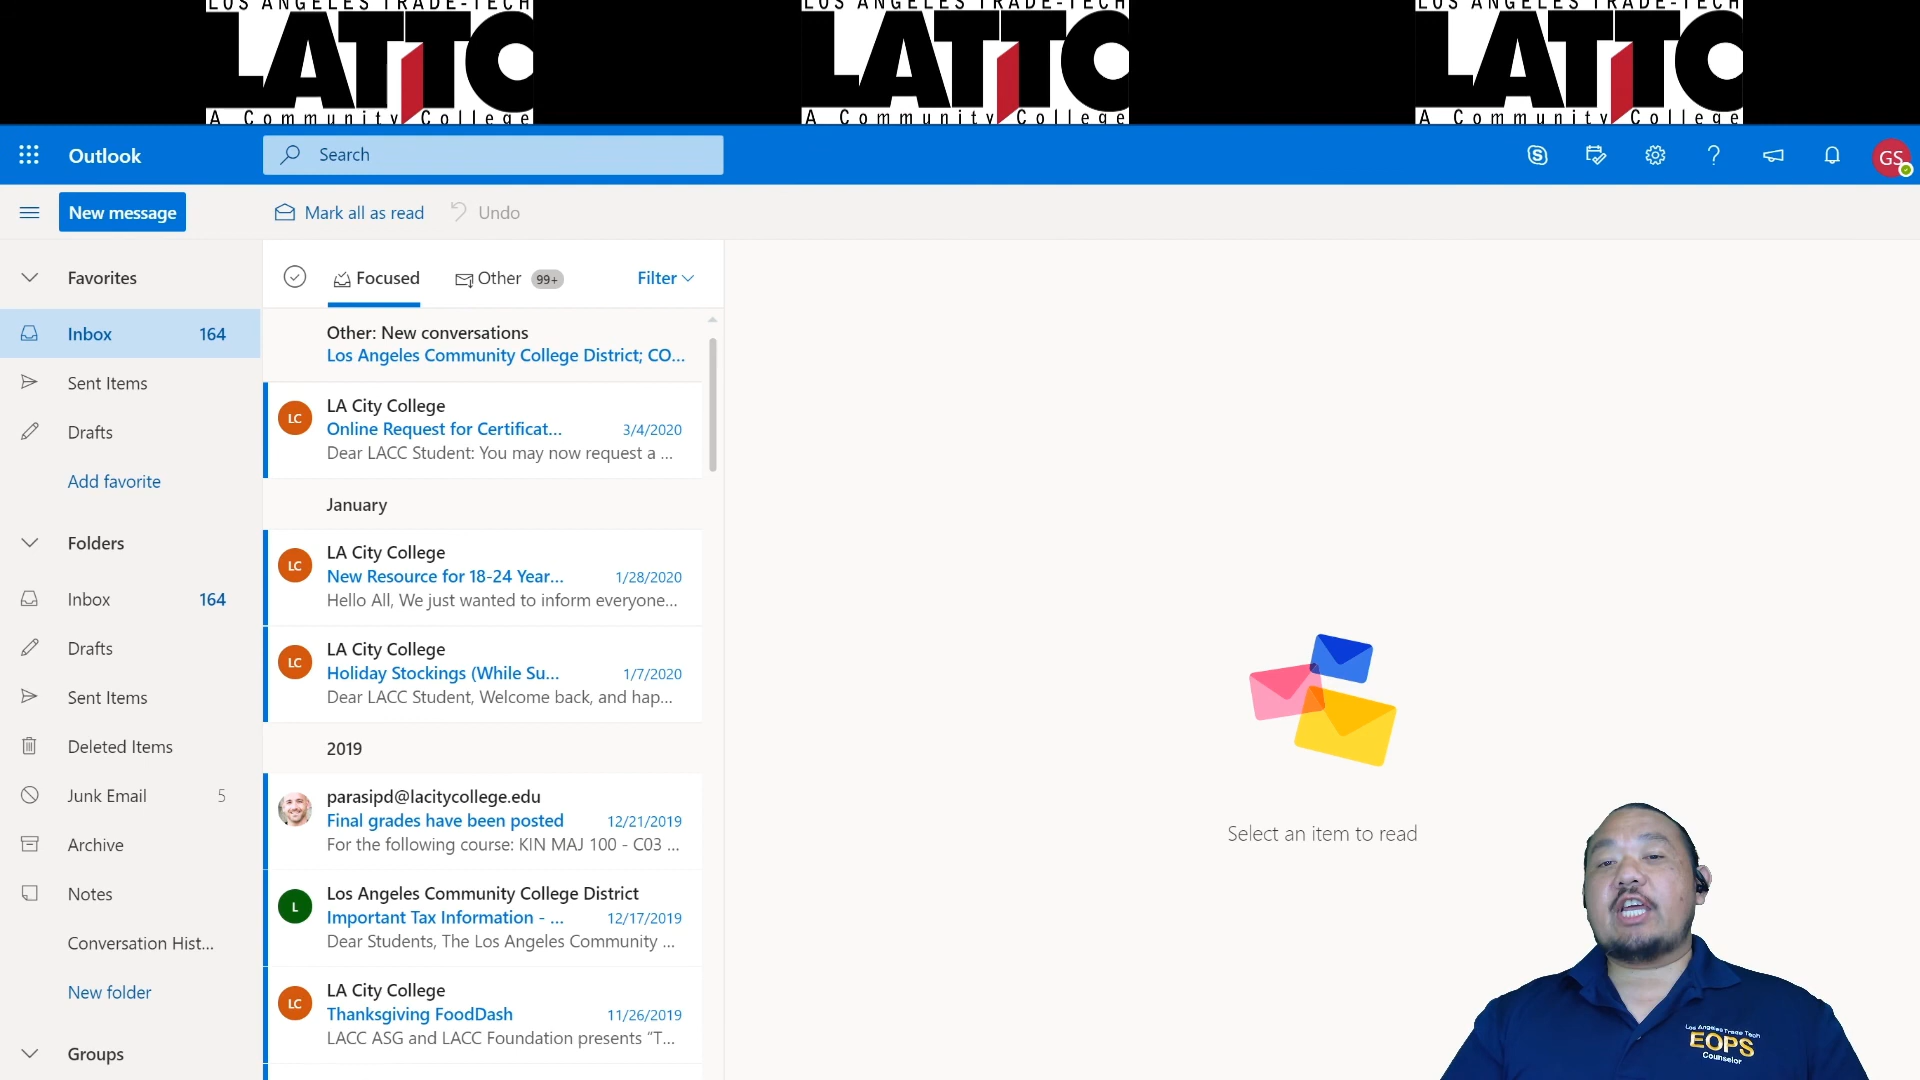 LOS ANGELES TRADE-TECH LOS ANGELES TRADE-TECH LOS ANGELES TRADE-TECH
LATTC LATTC LATTC
A Community College A Community College A Community College
Outlook
Search
GS
New message
Mark all as read
Undo
Favorites
Inbox 164
Sent Items
Drafts
Add favorite
Folders
Inbox 164
Drafts
Sent Items
Deleted Items
Junk Email 5
Archive
Notes
Conversation Hist...
New folder
Groups
Focused
Other 99+
Filter
Other: New conversations
Los Angeles Community College District; CO...
LC
LA City College
Online Request for Certificat... 3/4/2020
Dear LACC Student: You may now request a ...
January
LC
LA City College
New Resource for 18-24 Year... 1/28/2020
Hello All, We just wanted to inform everyone...
LC
LA City College
Holiday Stockings (While Su... 1/7/2020
Dear LACC Student, Welcome back, and hap...
2019
parasipd@lacitycollege.edu
Final grades have been posted 12/21/2019
For the following course: KIN MAJ 100 - C03 ...
L
Los Angeles Community College District
Important Tax Information - ... 12/17/2019
Dear Students, The Los Angeles Community ...
LC
LA City College
Thanksgiving FoodDash 11/26/2019
LACC ASG and LACC Foundation presents “T...
Select an item to read
Los Angeles Trade Tech
EOPS
Counselor